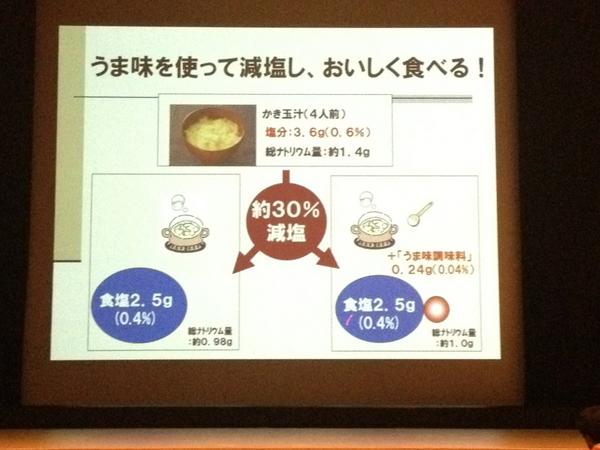 うま味を使って減塩し、おいしく食べる！
かき玉汁（４人前）
塩分：３．６g（０．６％）
総ナトリウム量：約１．４g
約３０％
減塩
食塩２．５g
（0.4％）
総ナトリウム量
：約０．９８g
＋「うま味調味料」
０．２４g（0.04％）
食塩２．５g
（0.4％）
総ナトリウム量
：約１．０g